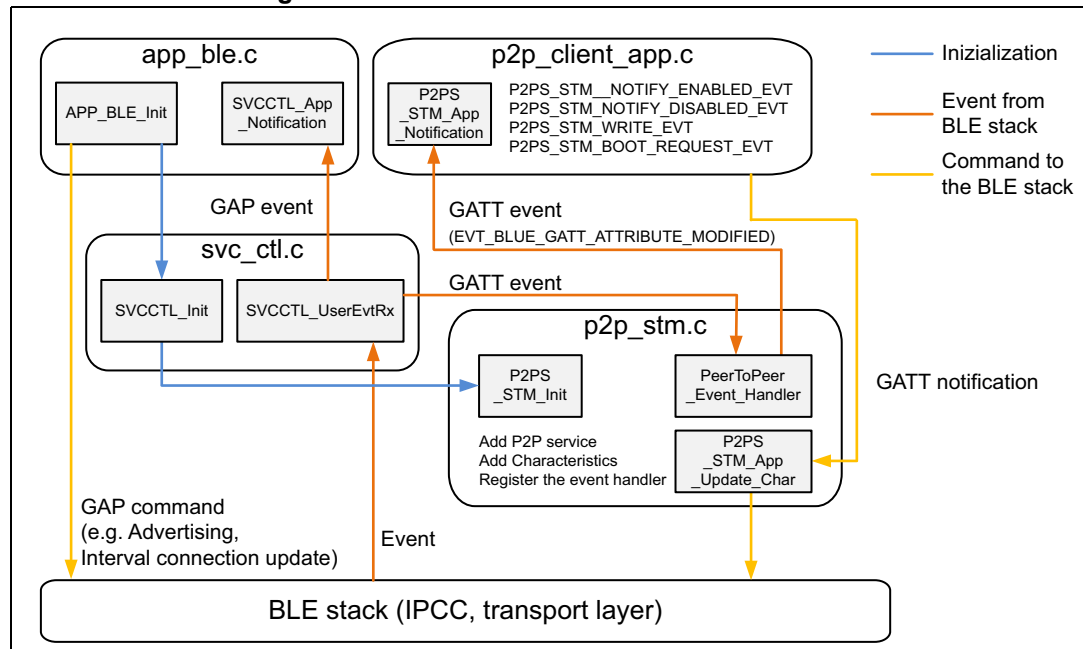 app_ble.c
APP_BLE_Init
SVCCTL_App
_Notification
p2p_client_app.c
P2PS
_STM_App
_Notification
P2PS_STM__NOTIFY_ENABLED_EVT
P2PS_STM_NOTIFY_DISABLED_EVT
P2PS_STM_WRITE_EVT
P2PS_STM_BOOT_REQUEST_EVT
Inizialization
Event from
BLE stack
Command to
the BLE stack
GAP event
GATT event
(EVT_BLUE_GATT_ATTRIBUTE_MODIFIED)
svc_ctl.c
SVCCTL_Init
SVCCTL_UserEvtRx
GATT event
p2p_stm.c
P2PS
_STM_Init
PeerToPeer
_Event_Handler
GATT notification
Add P2P service
Add Characteristics
Register the event handler
P2PS
_STM_App
_Update_Char
GAP command
(e.g. Advertising,
Interval connection update)
Event
BLE stack (IPCC, transport layer)